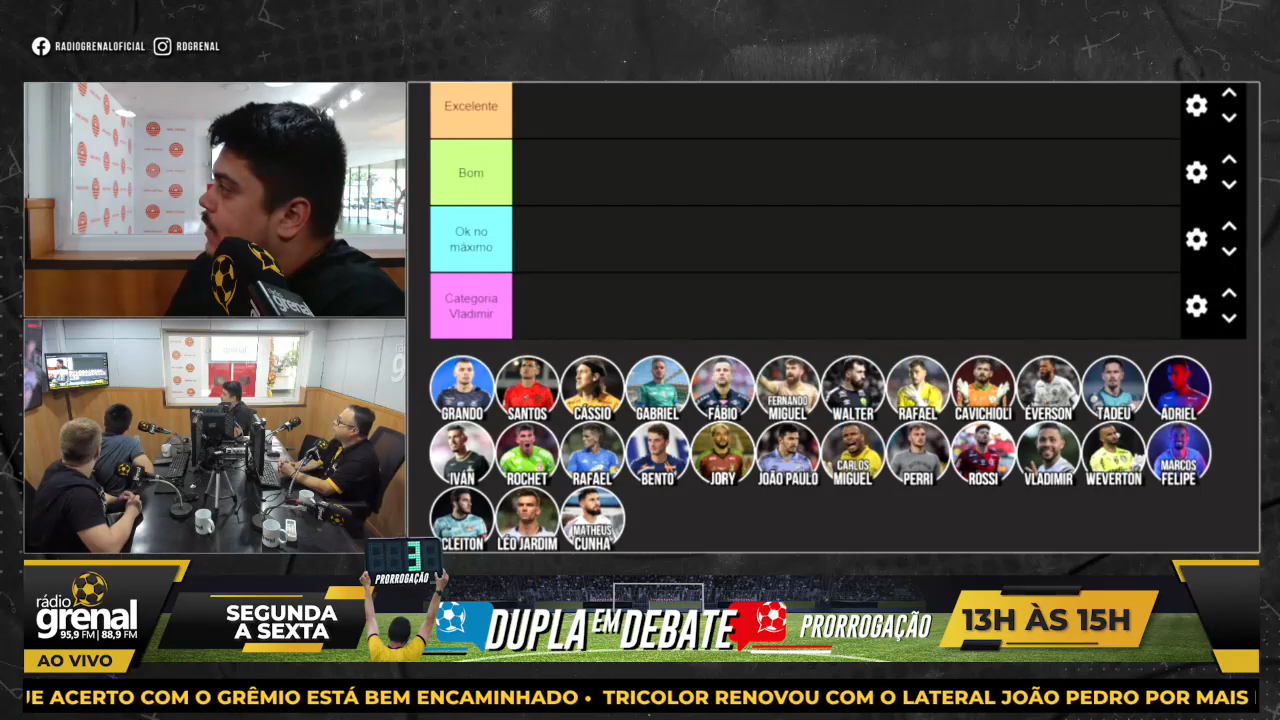 RADIOGRENALOFICIAL RDGRENAL
Excelente
Bom
Ok no
máximo
Categoria
Vladimir
GRANDO SANTOS CÁSSIO GABRIEL FÁBIO FERNANDO MIGUEL WALTER RAFAEL CAVICHIOLI EVERSON TADEU ADRIEL
IVAN ROCHET RAFAEL BENTO JORY JOÃO PAULO CARLOS MIGUEL PERRI ROSSI VLADIMIR WEVERTON MARCOS FELIPE
CLEITON LÉO JARDIM MATHEUS CUNHA
grenal
3
PRORROGAÇÃO
rádio
grenal
95,9 FM | 88,9 FM
AO VIVO
SEGUNDA
A SEXTA
DUPLA EM DEBATE PRORROGAÇÃO
13H ÀS 15H
UE ACERTO COM O GRÊMIO ESTÁ BEM ENCAMINHADO • TRICOLOR RENOVOU COM O LATERAL JOÃO PEDRO POR MAIS